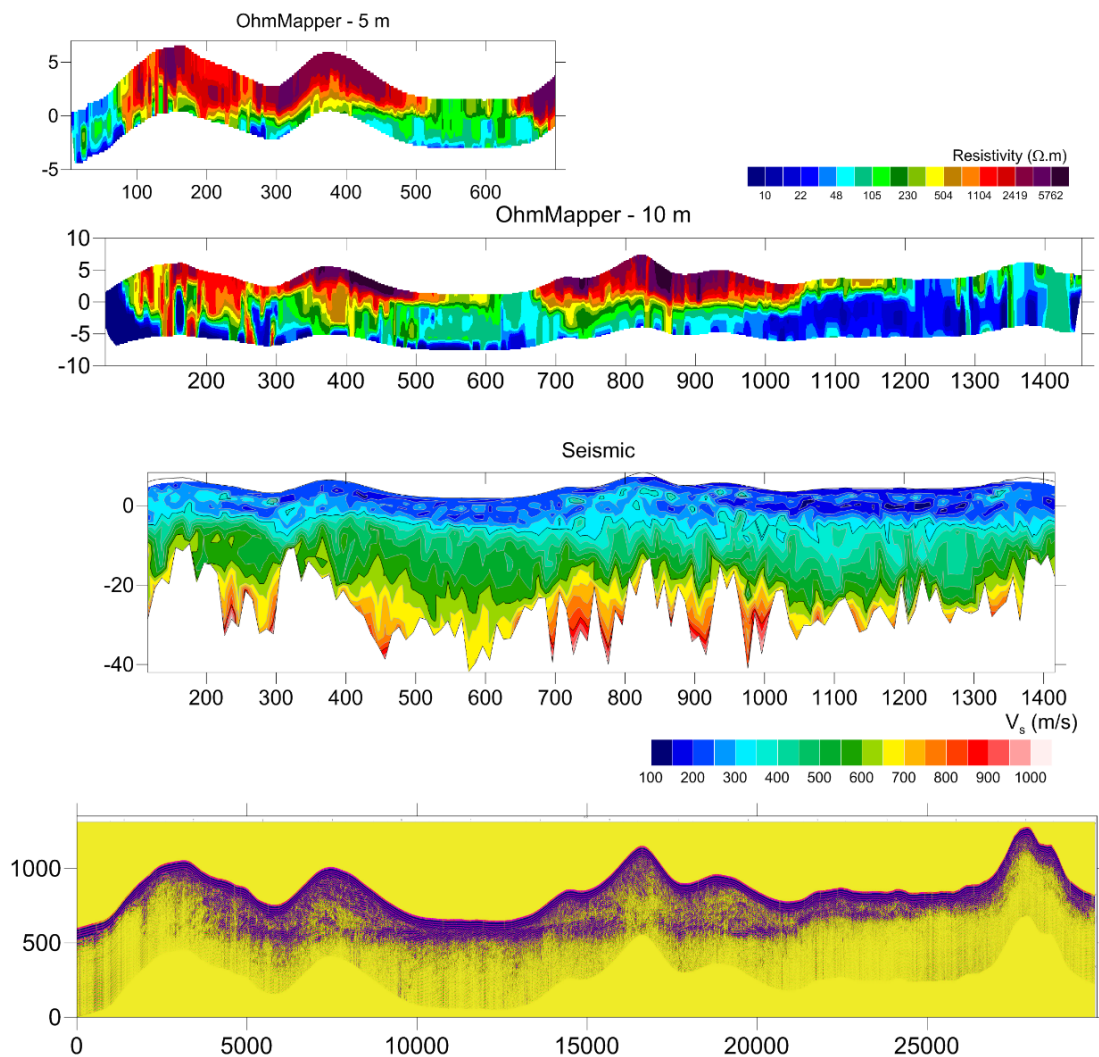 OhmMapper - 5 m
5
0
-5
100 200 300 400 500 600
Resistivity (Ω.m)
10 22 48 105 230 504 1104 2419 5762
OhmMapper - 10 m
10
5
0
-5
-10
200 300 400 500 600 700 800 900 1000 1100 1200 1300 1400
Seismic
0
-20
-40
200 300 400 500 600 700 800 900 1000 1100 1200 1300 1400
Vs (m/s)
100 200 300 400 500 600 700 800 900 1000
1000
500
0
0 5000 10000 15000 20000 25000